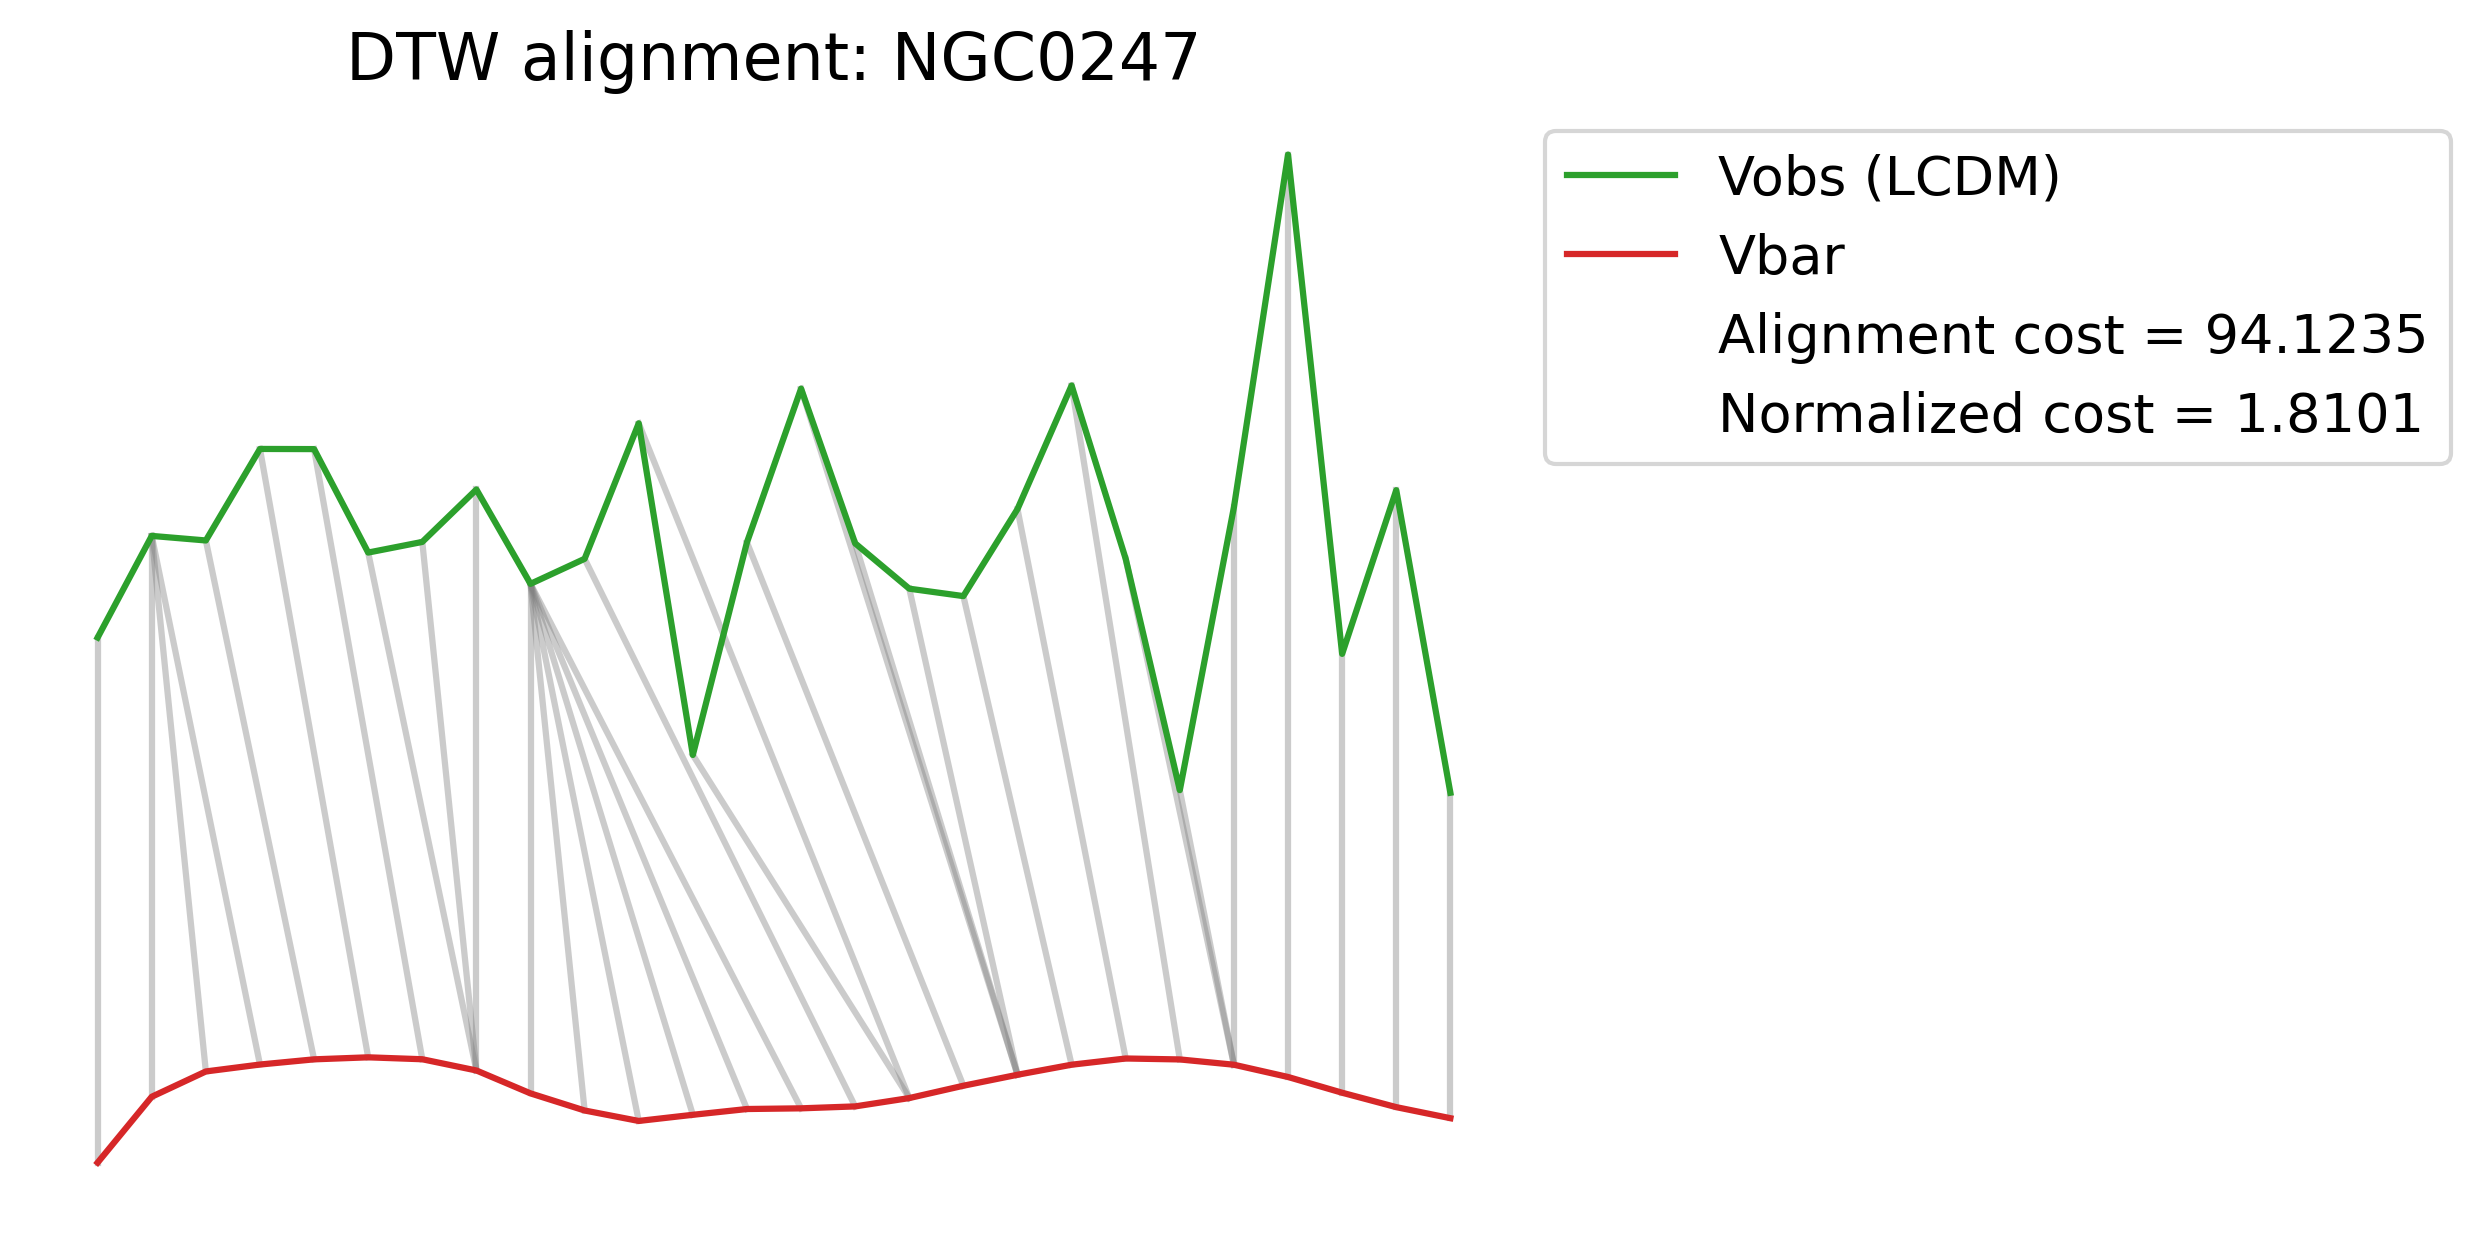 DTW alignment: NGC0247
Vobs (LCDM)
Vbar
Alignment cost = 94.1235
Normalized cost = 1.8101